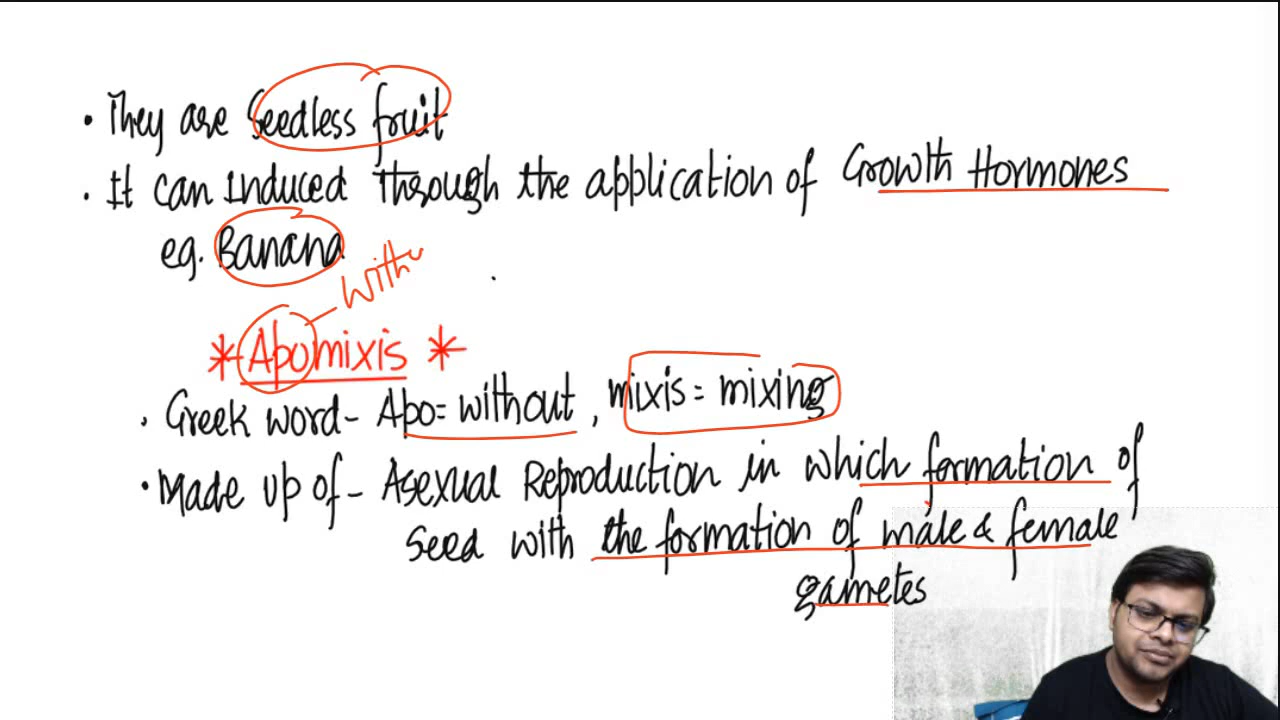 • They are Seedless fruit
• It can Induced Through the application of Growth Hormones
eg. Banana
With
* Apomixis *
• Greek word - Apo = without, mixis = mixing
• Made up of - Asexual Reproduction in which formation of
Seed with the formation of male & female
gametes